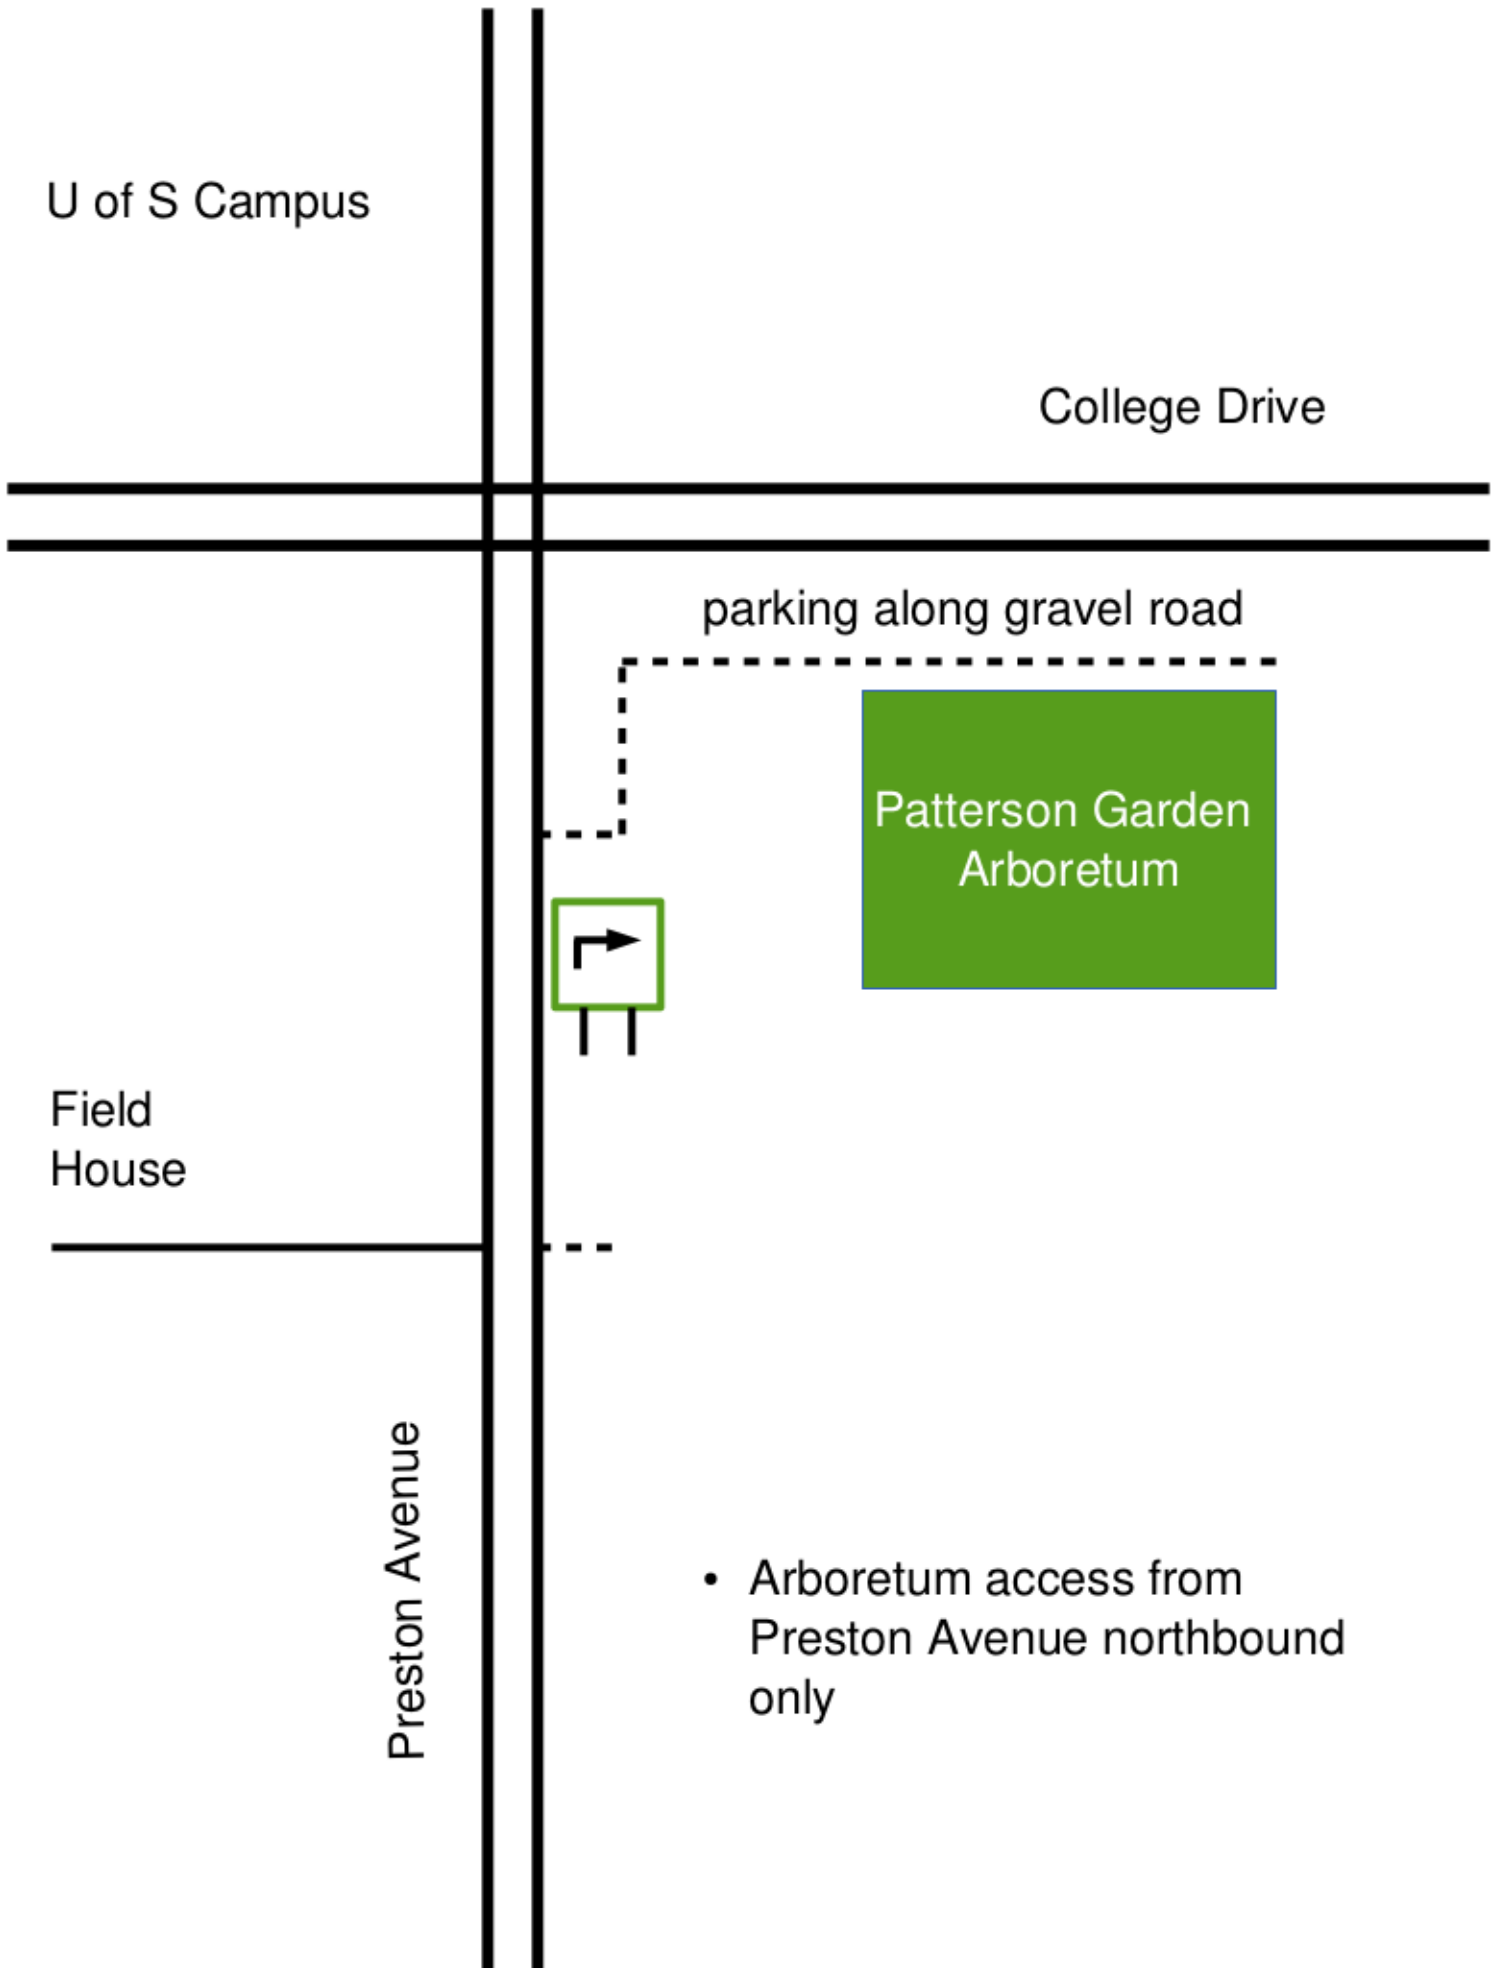 U of S Campus
College Drive
parking along gravel road
Patterson Garden
Arboretum
Field
House
Preston Avenue
• Arboretum access from
Preston Avenue northbound
only